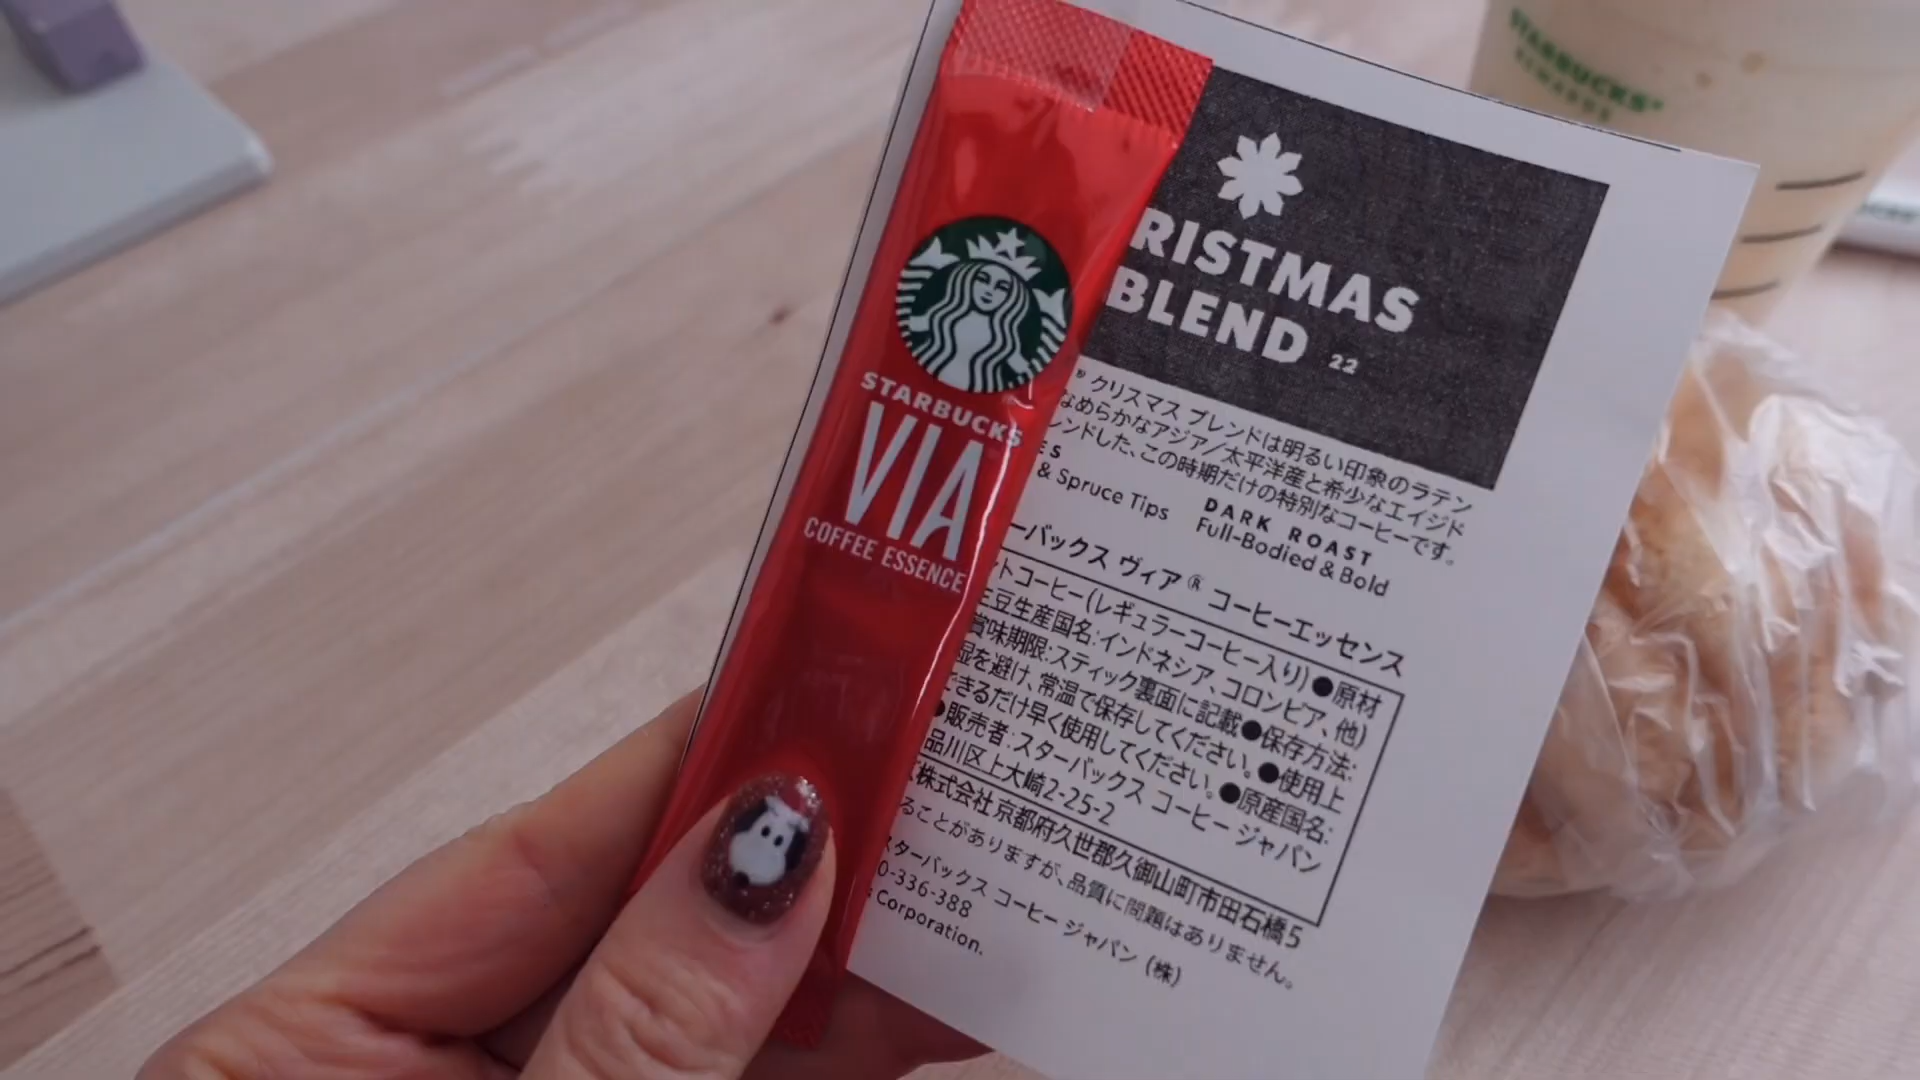 STARBUCKS
VIA
COFFEE ESSENCE
RISTMAS
BLEND 22
® クリスマス ブレンドは明るい印象のラテン
なめらかなアジア/太平洋産と希少なエイジド
レンドした、この時期だけの特別なコーヒーです。
ES
& Spruce Tips
DARK ROAST
Full-Bodied & Bold
ーバックス ヴィア® コーヒーエッセンス
トコーヒー(レギュラーコーヒー入り)●原材
豆生産国名:インドネシア、コロンビア、他)
賞味期限:スティック裏面に記載●保存方法:
湿を避け、常温で保存してください。●使用上
できるだけ早く使用してください。●原産国名:
●販売者:スターバックス コーヒー ジャパン
品川区上大崎2-25-2
株式会社 京都府久世郡久御山町市田石橋5
ることがありますが、品質に問題はありません。
スターバックス コーヒー ジャパン (株)
0-336-388
Corporation.
STARBUCKS
REWARDS